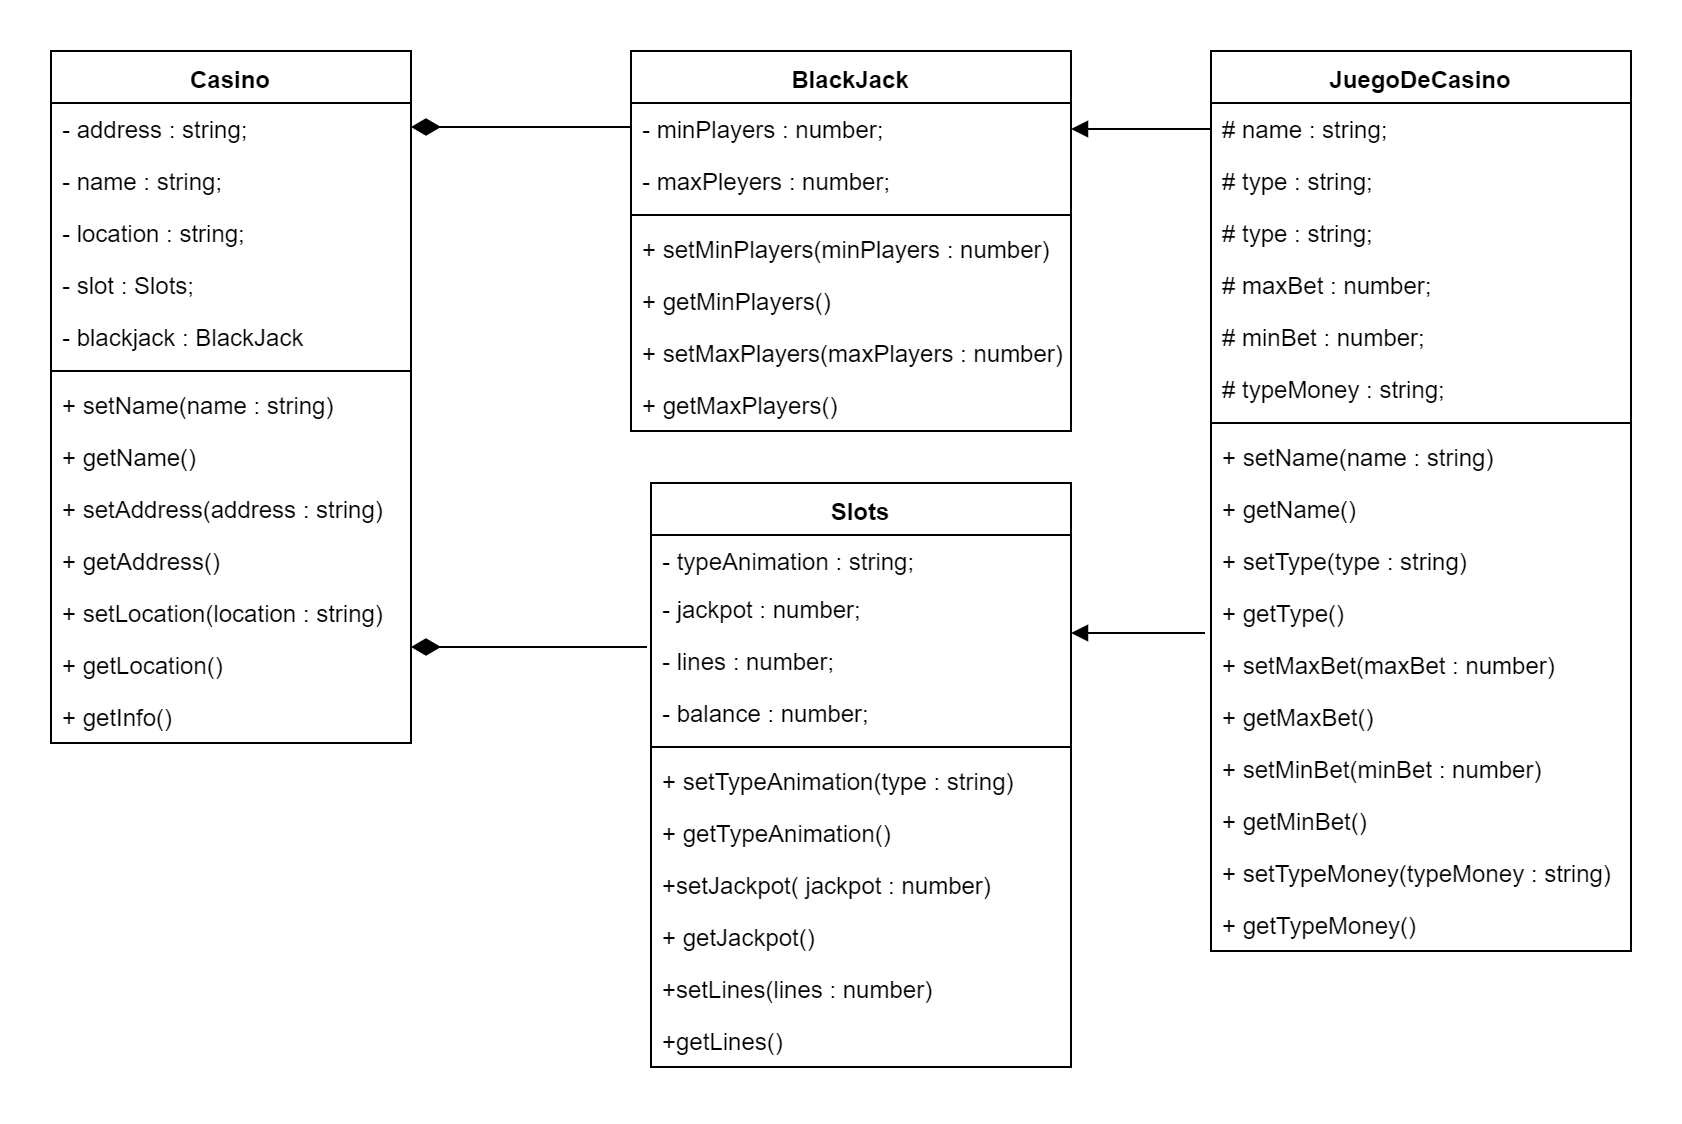 Casino
- address : string;
- name : string;
- location : string;
- slot : Slots;
- blackjack : BlackJack
+ setName(name : string)
+ getName()
+ setAddress(address : string)
+ getAddress()
+ setLocation(location : string)
+ getLocation()
+ getInfo()
BlackJack
- minPlayers : number;
- maxPleyers : number;
+ setMinPlayers(minPlayers : number)
+ getMinPlayers()
+ setMaxPlayers(maxPlayers : number)
+ getMaxPlayers()
Slots
- typeAnimation : string;
- jackpot : number;
- lines : number;
- balance : number;
+ setTypeAnimation(type : string)
+ getTypeAnimation()
+setJackpot( jackpot : number)
+ getJackpot()
+setLines(lines : number)
+getLines()
JuegoDeCasino
# name : string;
# type : string;
# type : string;
# maxBet : number;
# minBet : number;
# typeMoney : string;
+ setName(name : string)
+ getName()
+ setType(type : string)
+ getType()
+ setMaxBet(maxBet : number)
+ getMaxBet()
+ setMinBet(minBet : number)
+ getMinBet()
+ setTypeMoney(typeMoney : string)
+ getTypeMoney()